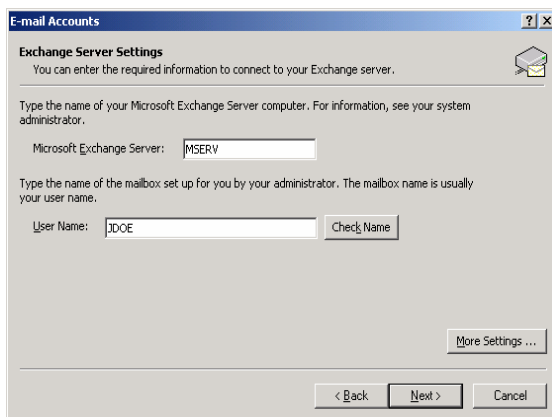 E-mail Accounts
Exchange Server Settings
You can enter the required information to connect to your Exchange server.
Type the name of your Microsoft Exchange Server computer. For information, see your system
administrator.
Microsoft Exchange Server: MSERV
Type the name of the mailbox set up for you by your administrator. The mailbox name is usually
your user name.
User Name: JDOE Check Name
More Settings ...
< Back Next > Cancel